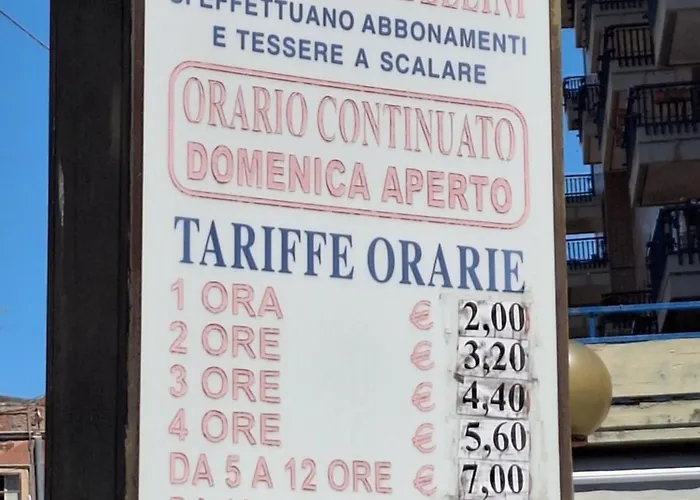 SI EFFETTUANO ABBONAMENTI
E TESSERE A SCALARE
ORARIO CONTINUATO
DOMENICA APERTO
TARIFFE ORARIE
1 ORA € 2,00
2 ORE € 3,20
3 ORE € 4,40
4 ORE € 5,60
DA 5 A 12 ORE € 7,00